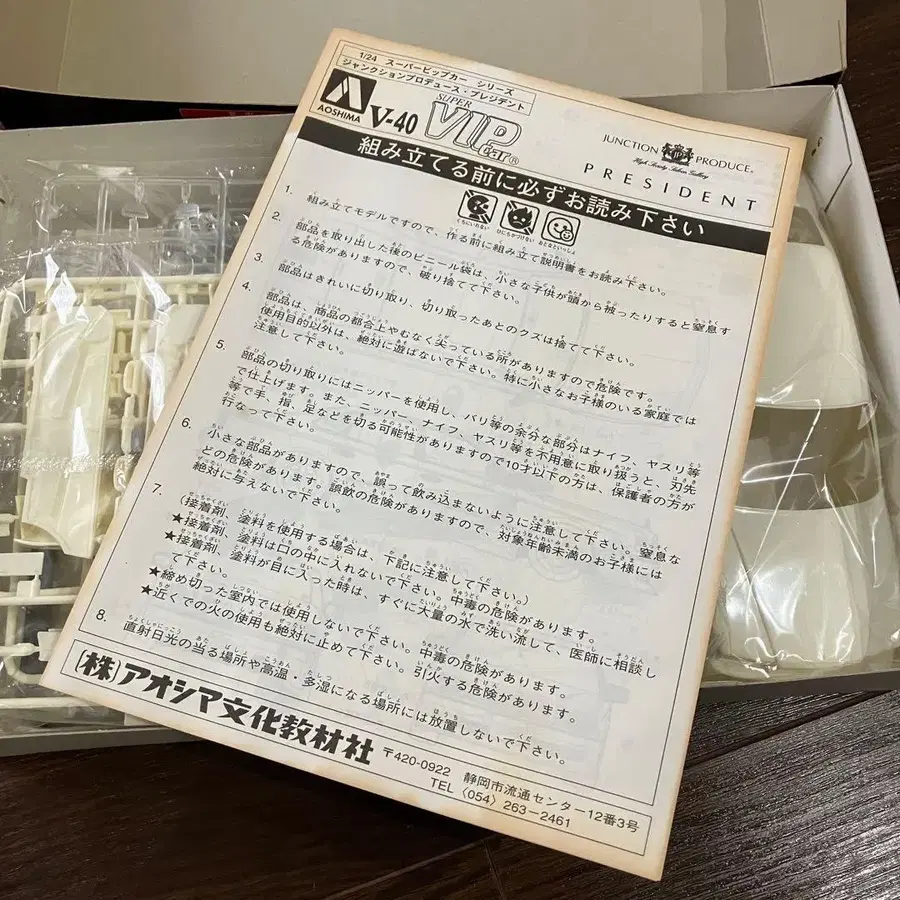 1/24 スーパービップカー シリーズ
ジャンクションプロデュース・プレジデント
AOSHIMA V-40 SUPER VIP car®
JUNCTION PRODUCE®
High Society Sedan Gallery
PRESIDENT
組み立てる前に必ずお読み下さい
くちにいれない ひにちかづけない おとなといっしょ
1. 組み立てモデルですので、作る前に組み立て説明書をお読み下さい。
2. 部品を取り出した後のビニール袋は、小さな子供が頭から被ったりすると窒息す
る危険がありますので、破り捨てて下さい。
3. 部品はきれいに切り取り、切り取ったあとのクズは捨てて下さい。
4. 部品は、商品の都合上やむなく尖っている所がありますので危険です。
使用目的以外は、絶対に遊ばないで下さい。特に小さなお子様のいる家庭では
注意して下さい。
5. 部品の切り取りにはニッパーを使用し、バリ等の余分な部分はナイフ、ヤスリ等
で仕上げます。また、ニッパー、ナイフ、ヤスリ等を不用意に取り扱うと、刃先
等で手、指、足などを切る可能性がありますので10才以下の方は、保護者の方が
行なって下さい。
6. 小さな部品がありますので、誤って飲み込まないように注意して下さい。窒息な
どの危険があります。誤飲の危険がありますので、対象年齢未満のお子様には
絶対に与えないで下さい。
7. (接着剤、塗料を使用する場合は、下記に注意して下さい。)
★接着剤、塗料は口の中に入れないで下さい。中毒の危険があります。
★接着剤、塗料が目に入った時は、すぐに大量の水で洗い流して、医師に相談し
て下さい。
★締め切った室内では使用しないで下さい。中毒の危険があります。
★近くでの火の使用も絶対に止めて下さい。引火する危険があります。
8. 直射日光の当る場所や高温・多湿になる場所には放置しないで下さい。
(株)アオシマ文化教材社
〒420-0922 静岡市流通センター12番3号
TEL〈054〉263-2461